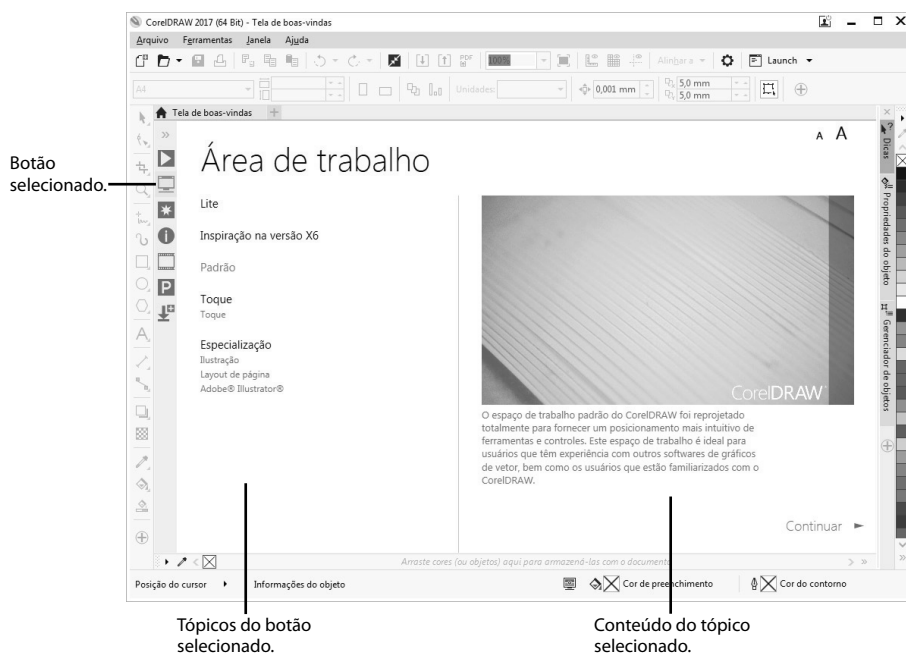 CorelDRAW 2017 (64 Bit) - Tela de boas-vindas
Arquivo Ferramentas Janela Ajuda
PDF 100% Alinhar a Launch
A4 Unidades: 0,001 mm 5,0 mm
5,0 mm
Tela de boas-vindas
A A
Botão
selecionado.
Área de trabalho
Lite
Inspiração na versão X6
Padrão
Toque
Toque
Especialização
Ilustração
Layout de página
Adobe® Illustrator®
CorelDRAW
O espaço de trabalho padrão do CorelDRAW foi reprojetado
totalmente para fornecer um posicionamento mais intuitivo de
ferramentas e controles. Este espaço de trabalho é ideal para
usuários que têm experiência com outros softwares de gráficos
de vetor, bem como os usuários que estão familiarizados com o
CorelDRAW.
Continuar
Dicas
Propriedades do objeto
Gerenciador de objetos
Arraste cores (ou objetos) aqui para armazená-las com o documento
Posição do cursor Informações do objeto Cor de preenchimento Cor do contorno
Tópicos do botão
selecionado.
Conteúdo do tópico
selecionado.